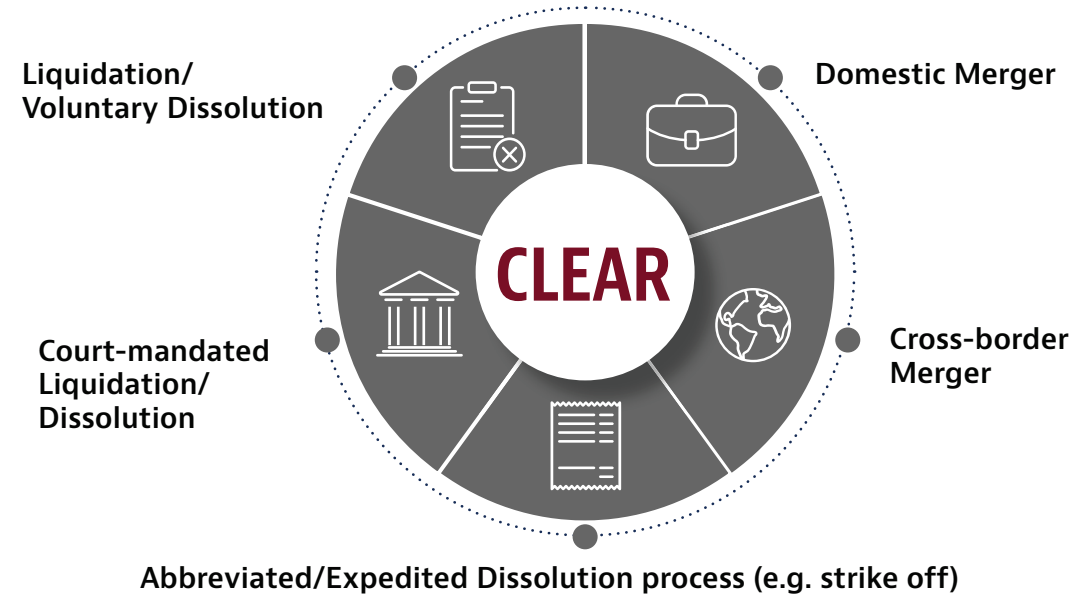 Liquidation/
Voluntary Dissolution
Domestic Merger
CLEAR
Court-mandated
Liquidation/
Dissolution
Cross-border
Merger
Abbreviated/Expedited Dissolution process (e.g. strike off)